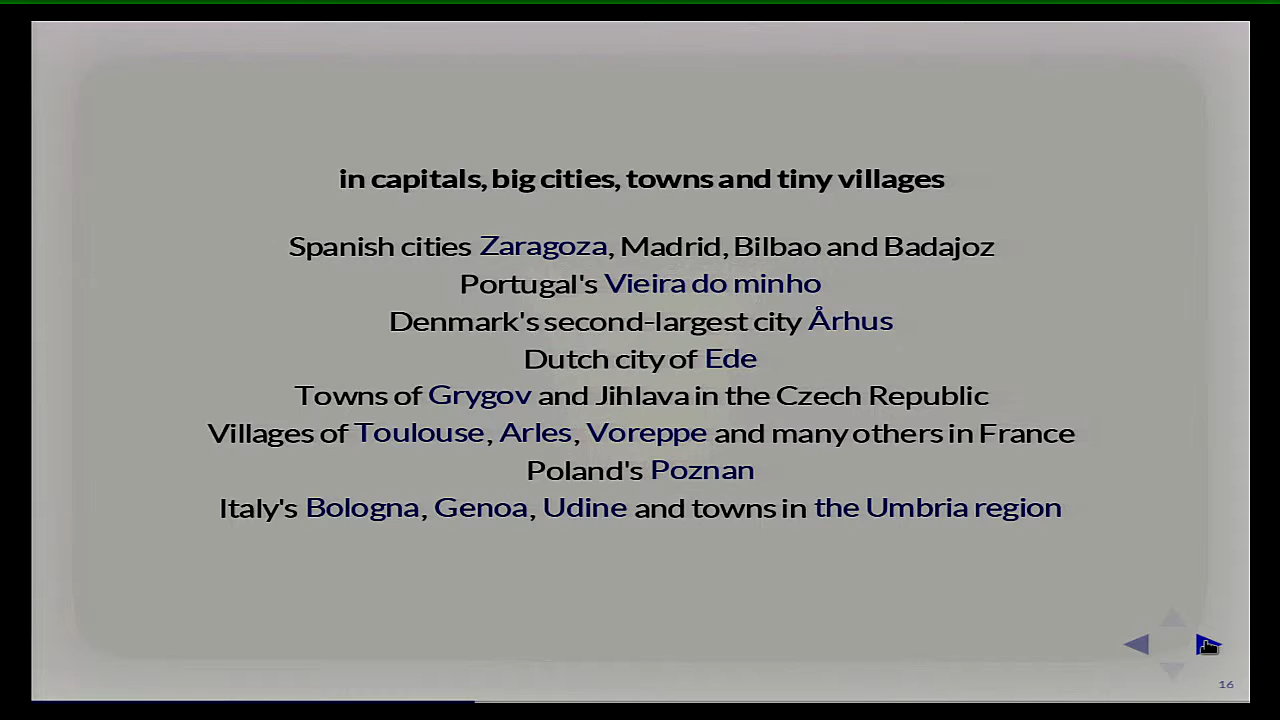 in capitals, big cities, towns and tiny villages
Spanish cities Zaragoza, Madrid, Bilbao and Badajoz
Portugal's Vieira do minho
Denmark's second-largest city Århus
Dutch city of Ede
Towns of Grygov and Jihlava in the Czech Republic
Villages of Toulouse, Arles, Voreppe and many others in France
Poland's Poznan
Italy's Bologna, Genoa, Udine and towns in the Umbria region
16